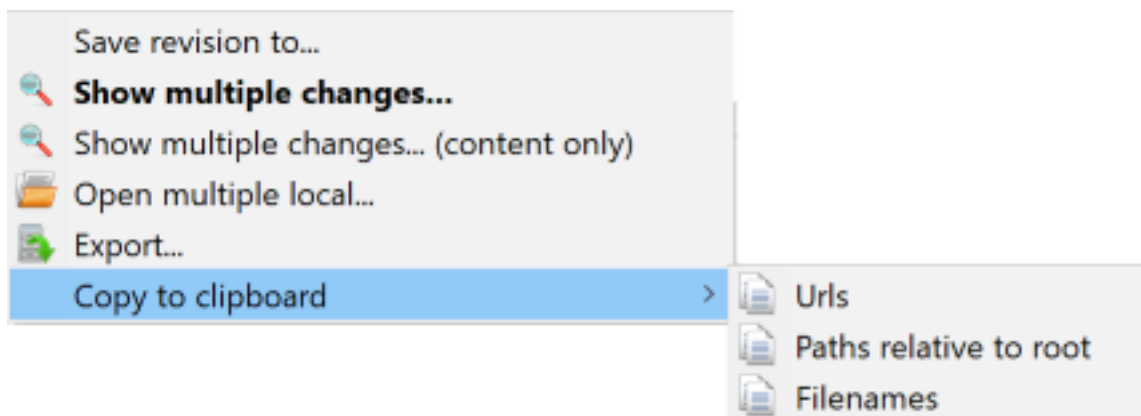 Save revision to...
Show multiple changes...
Show multiple changes... (content only)
Open multiple local...
Export...
Copy to clipboard
Urls
Paths relative to root
Filenames